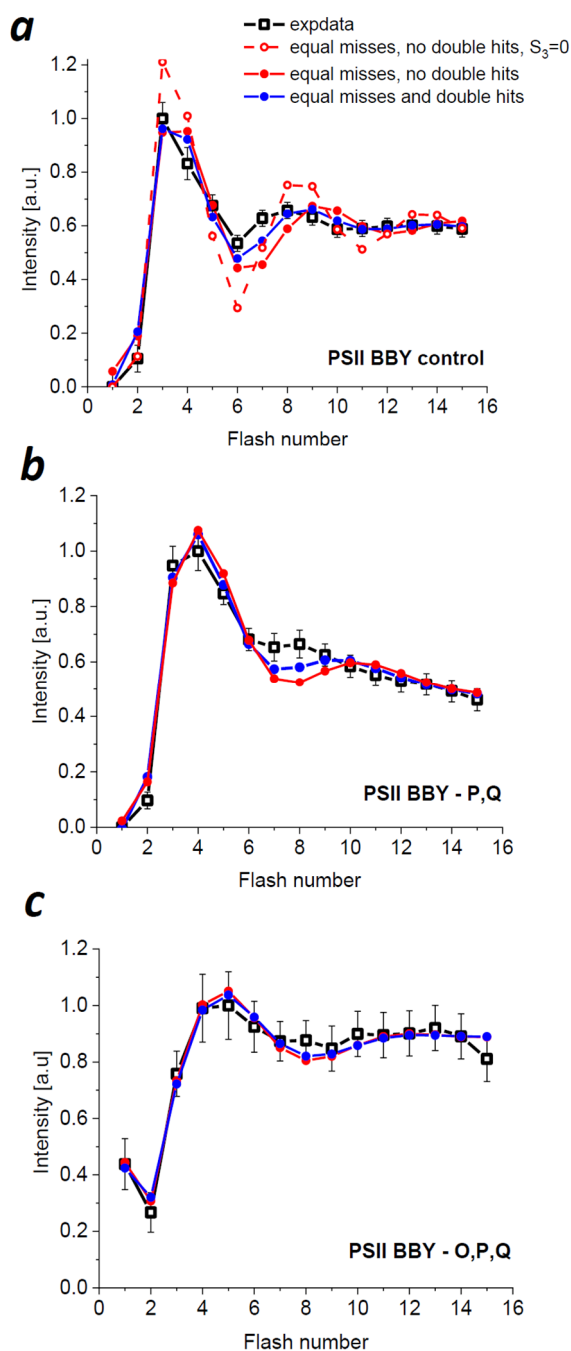 a
expdata
equal misses, no double hits, S3=0
equal misses, no double hits
equal misses and double hits
1.2
1.0
0.8
0.6
0.4
0.2
0.0
Intensity [a.u.]
PSII BBY control
0 2 4 6 8 10 12 14 16
Flash number
b
1.2
1.0
0.8
0.6
0.4
0.2
0.0
Intensity [a.u.]
PSII BBY - P,Q
0 2 4 6 8 10 12 14 16
Flash number
c
1.2
1.0
0.8
0.6
0.4
0.2
0.0
Intensity [a.u]
PSII BBY - O,P,Q
0 2 4 6 8 10 12 14 16
Flash number